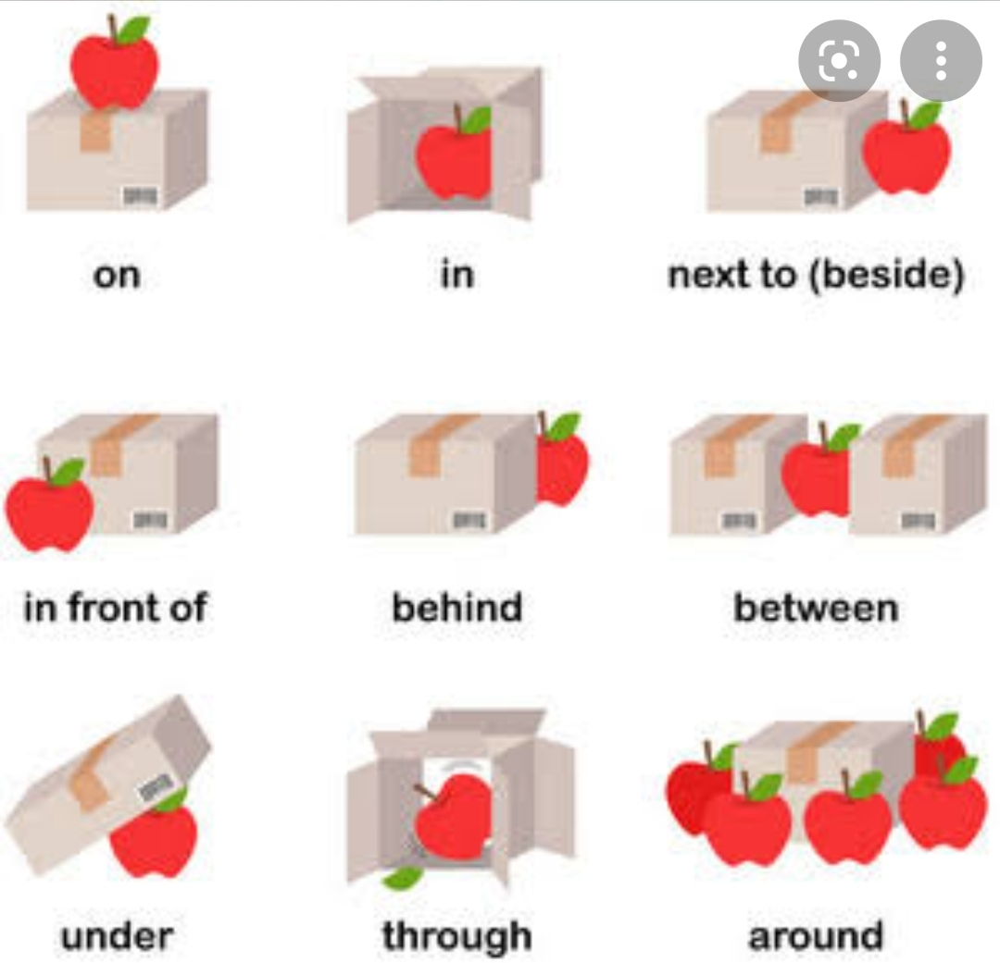 on
in
next to (beside)
in front of
behind
between
under
through
around